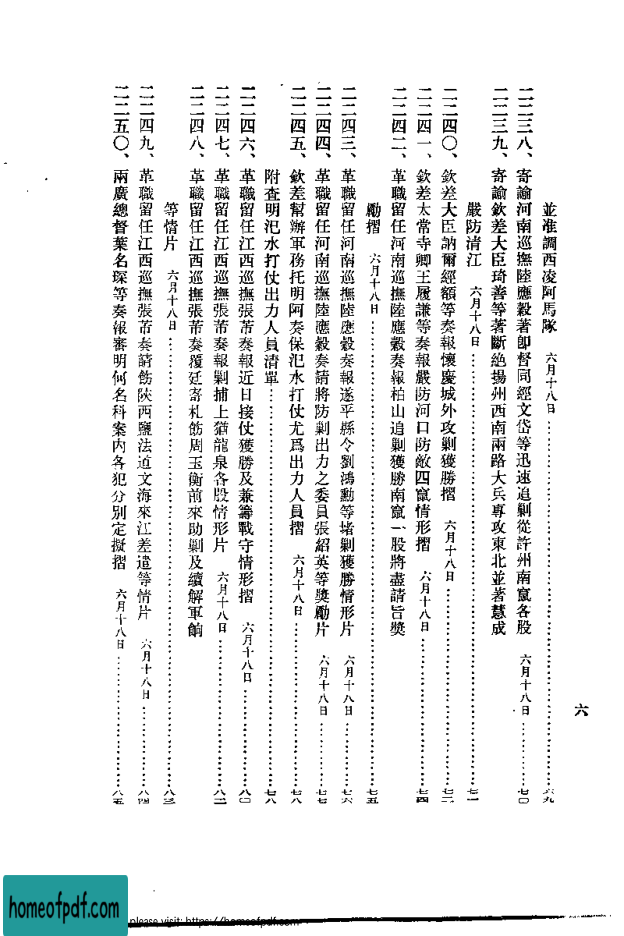 並准調西凌阿馬隊 六月十八日……六九
二二三八、寄諭河南巡撫陸應穀著卽督同經文岱等迅速追剿從許州南竄各股 六月十八日……七〇
二二三九、寄諭欽差大臣琦善等著斷絕揚州西南兩路大兵專攻東北並著慧成
嚴防清江 六月十八日……七一
二二四〇、欽差大臣訥爾經額等奏報懷慶城外攻剿獲勝摺 六月十八日……七二
二二四一、欽差太常寺卿王履謙等奏報嚴防河口防敵四竄情形摺 六月十八日……七四
二二四二、革職留任河南巡撫陸應穀奏報柏山追剿獲勝南竄一股將盡請旨獎
勵摺 六月十八日……七五
二二四三、革職留任河南巡撫陸應穀奏報遂平縣令劉鴻勳等堵剿獲勝情形片 六月十八日……七六
二二四四、革職留任河南巡撫陸應穀奏請將防剿出力之委員張紹英等獎勵片 六月十八日……七七
二二四五、欽差幫辦軍務托明阿奏保汜水打仗尤爲出力人員摺 六月十八日……七八
附查明汜水打仗出力人員清單……七八
二二四六、革職留任江西巡撫張芾奏報近日接仗獲勝及兼籌戰守情形摺 六月十八日……八〇
二二四七、革職留任江西巡撫張芾奏報剿捕上猶龍泉各股情形片 六月十八日……八二
二二四八、革職留任江西巡撫張芾奏覆廷寄札飭周玉衡前來助剿及續解軍餉
等情片 六月十八日……八三
二二四九、革職留任江西巡撫張芾奏請飭陝西鹽法道文海來江差遣等情片 六月十八日……八四
二二五〇、兩廣總督葉名琛等奏報審明何名科案內各犯分別定擬摺 六月十八日……八五
六
homeofpdf.com
please visit: https://homeofpdf.com